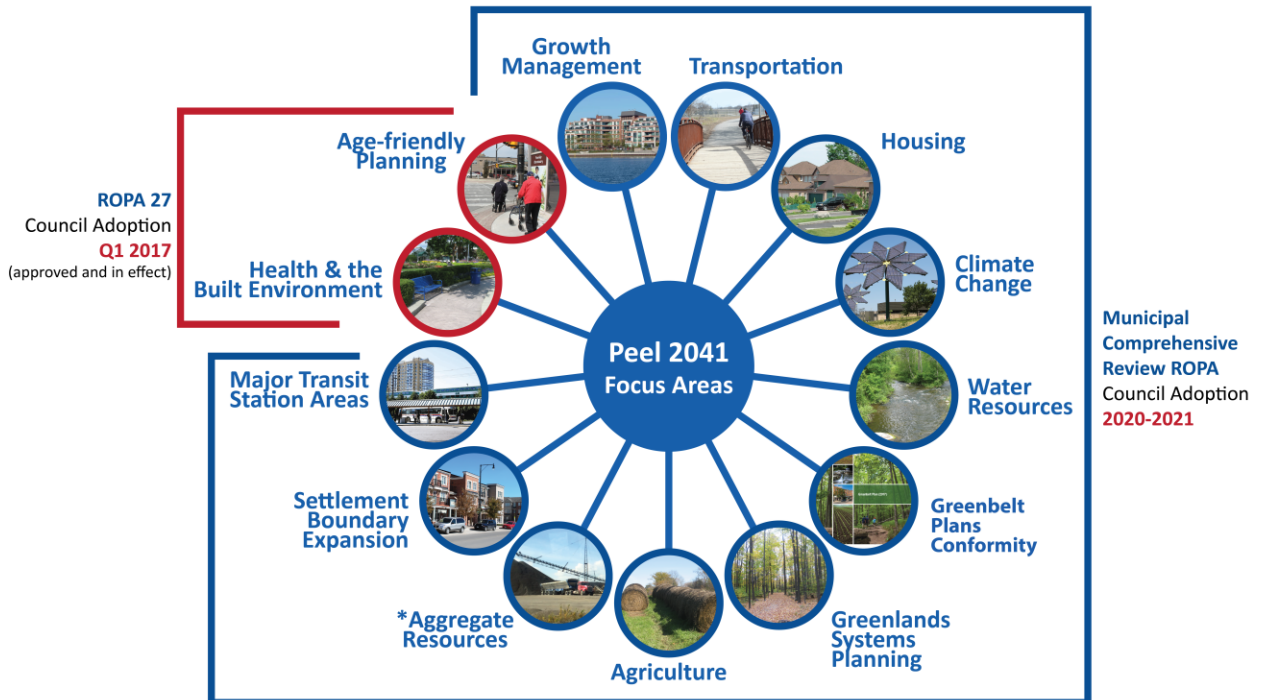 Growth
Management
Transportation
Age-friendly
Planning
Housing
ROPA 27
Council Adoption
Q1 2017
(approved and in effect)
Health & the
Built Environment
Climate
Change
Peel 2041
Focus Areas
Municipal
Comprehensive
Review ROPA
Council Adoption
2020-2021
Major Transit
Station Areas
Water
Resources
Settlement
Boundary
Expansion
Greenbelt
Plans
Conformity
*Aggregate
Resources
Agriculture
Greenlands
Systems
Planning